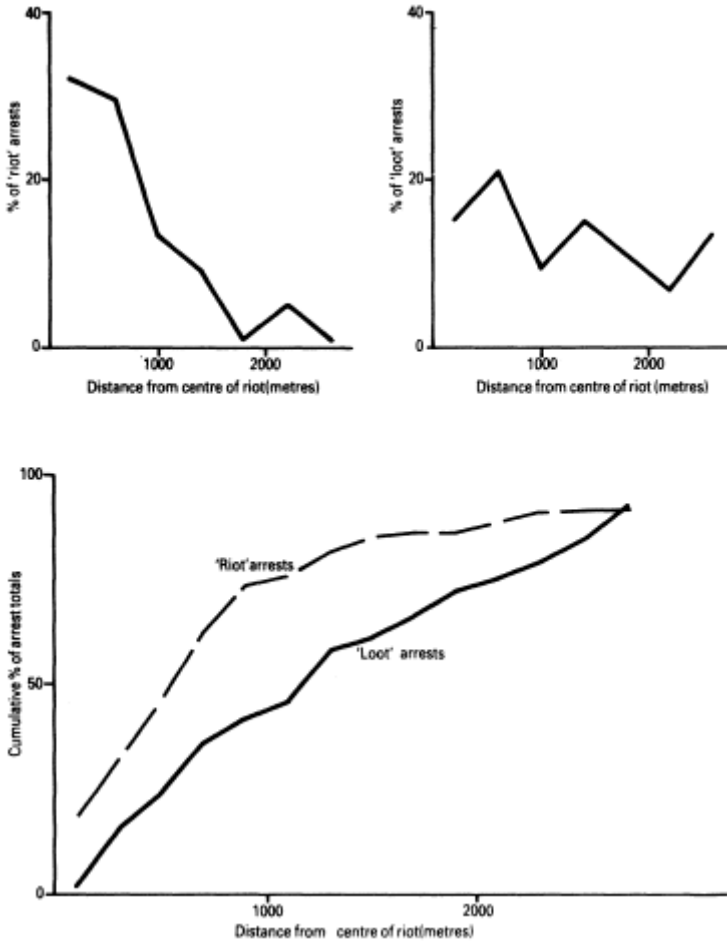 40
20
0
% of 'riot' arrests
1000
2000
Distance from centre of riot(metres)
40
20
0
% of 'loot' arrests
1000
2000
Distance from centre of riot(metres)
100
50
0
Cumulative % of arrest totals
'Riot' arrests
'Loot' arrests
1000
2000
Distance from centre of riot(metres)